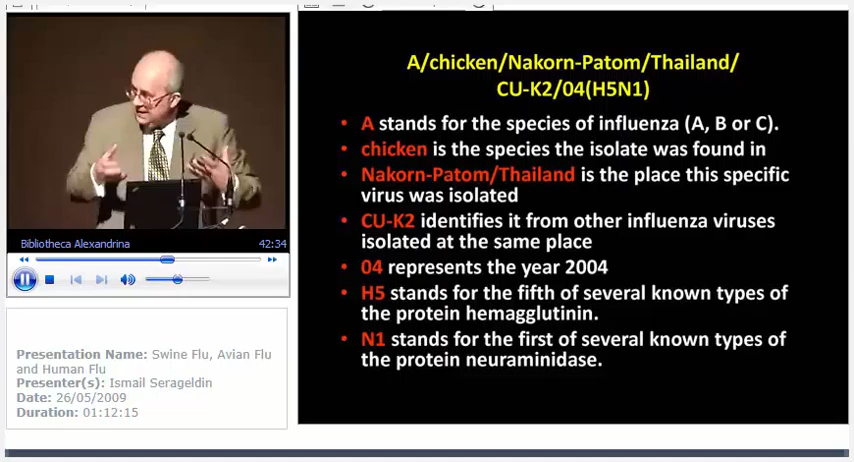 Bibliotheca Alexandrina 42:34
Presentation Name: Swine Flu, Avian Flu
and Human Flu
Presenter(s): Ismail Serageldin
Date: 26/05/2009
Duration: 01:12:15
A/chicken/Nakorn-Patom/Thailand/
CU-K2/04(H5N1)
• A stands for the species of influenza (A, B or C).
• chicken is the species the isolate was found in
• Nakorn-Patom/Thailand is the place this specific
virus was isolated
• CU-K2 identifies it from other influenza viruses
isolated at the same place
• 04 represents the year 2004
• H5 stands for the fifth of several known types of
the protein hemagglutinin.
• N1 stands for the first of several known types of
the protein neuraminidase.